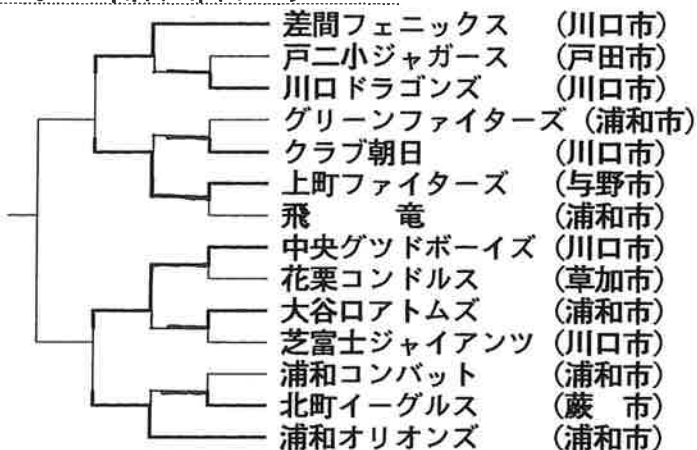 差間フェニックス (川口市)
戸二小ジャガース (戸田市)
川口ドラゴンズ (川口市)
グリーンファイターズ (浦和市)
クラブ朝日 (川口市)
上町ファイターズ (与野市)
飛 竜 (浦和市)
中央グツドボーイズ (川口市)
花栗コンドルス (草加市)
大谷口アトムズ (浦和市)
芝富士ジャイアンツ (川口市)
浦和コンバット (浦和市)
北町イーグルス (蕨 市)
浦和オリオンズ (浦和市)